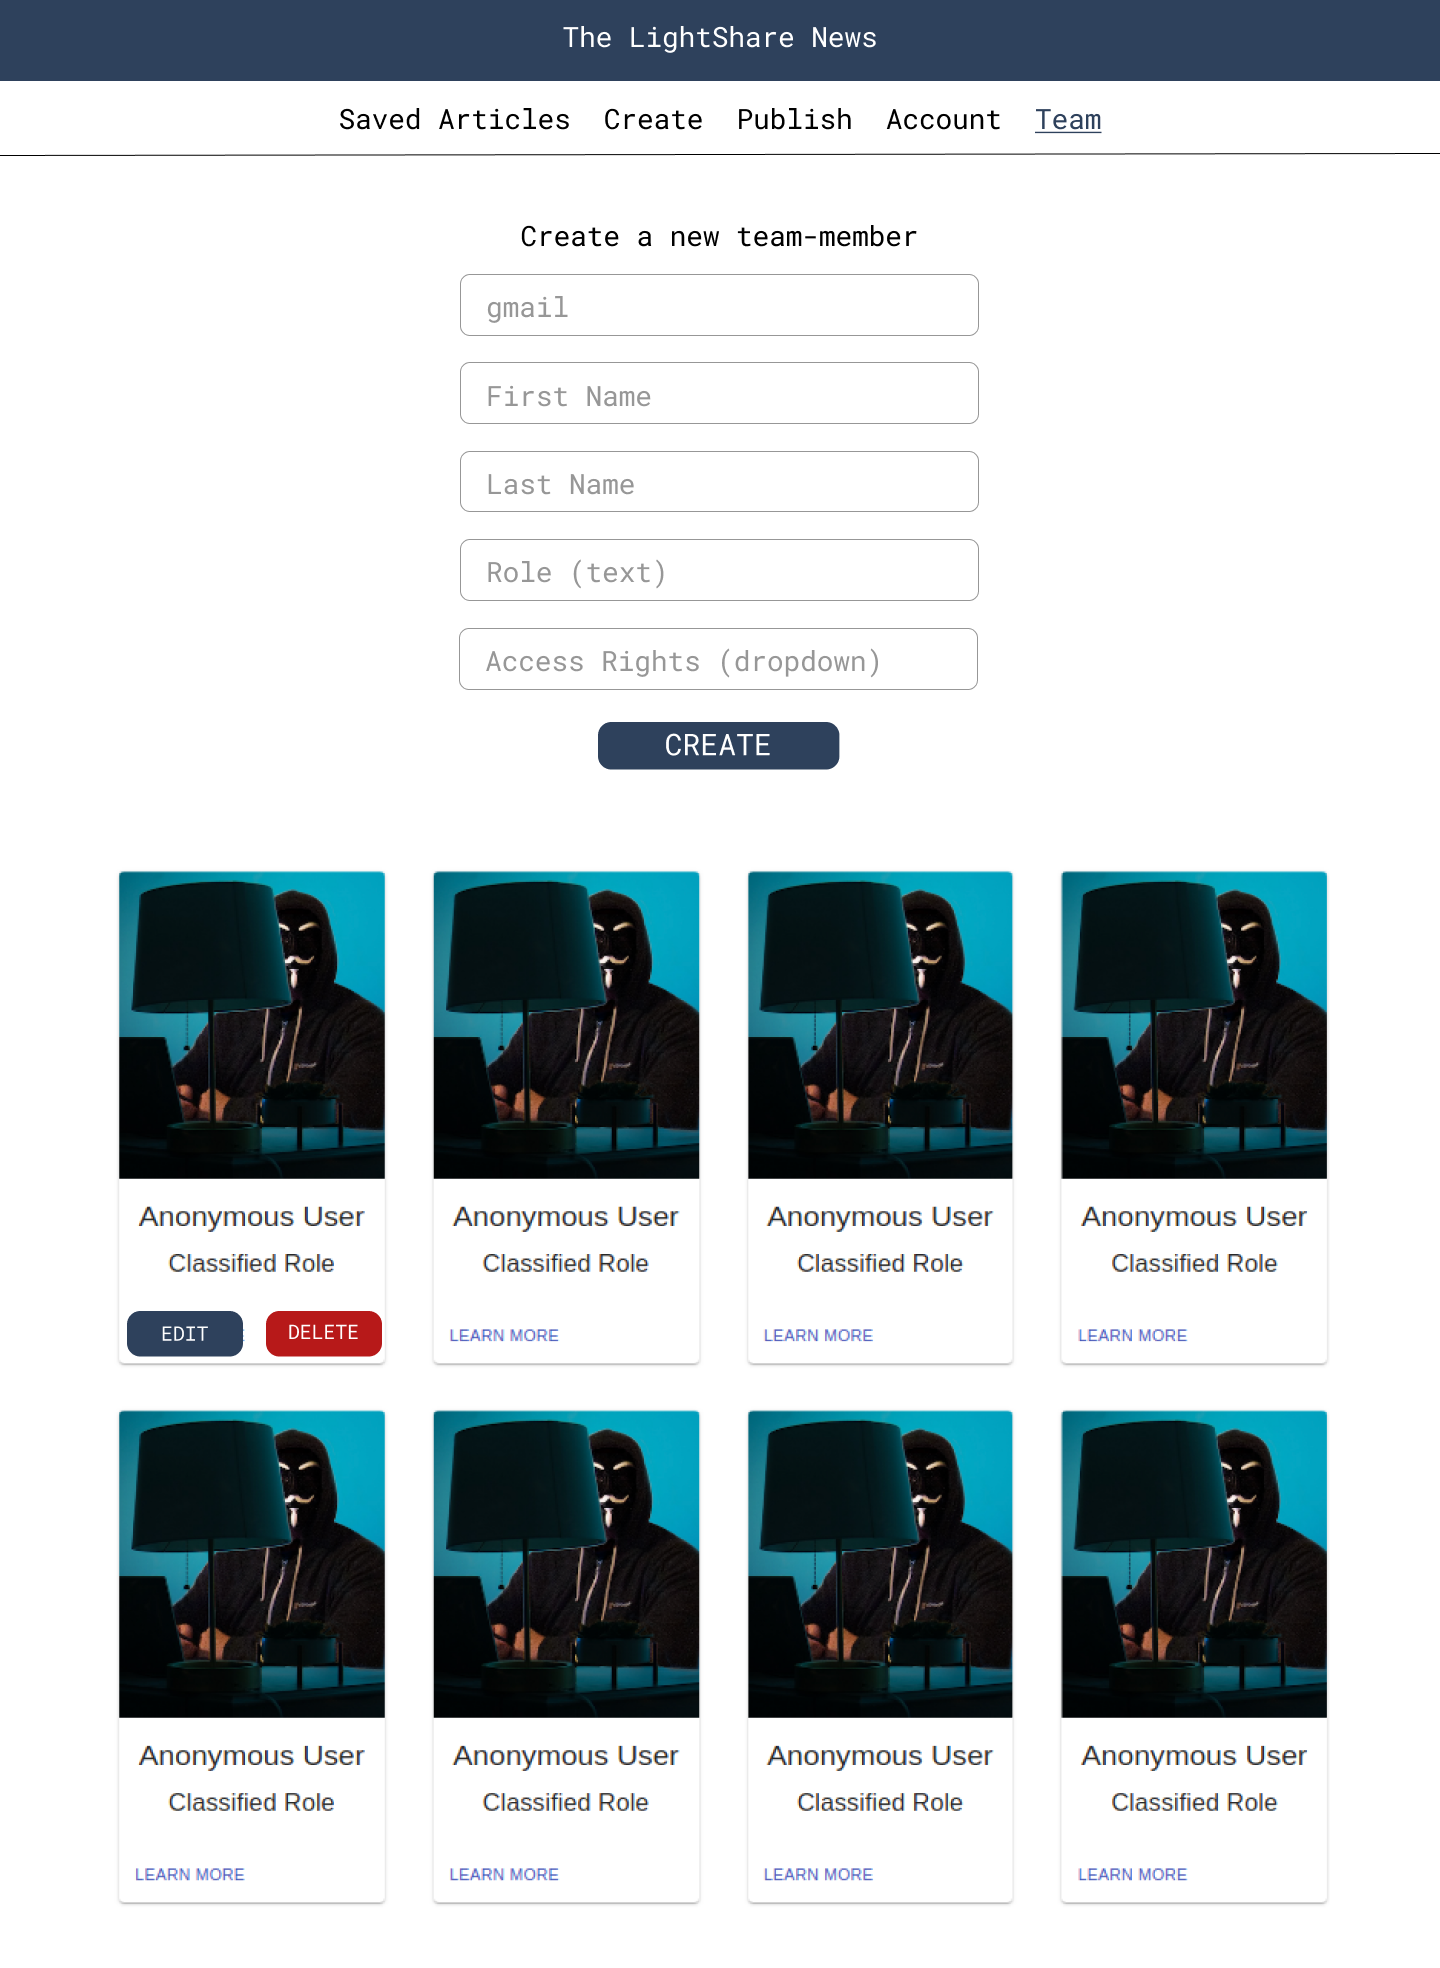 The LightShare News
Saved Articles Create Publish Account Team
Create a new team-member
gmail
First Name
Last Name
Role (text)
Access Rights (dropdown)
CREATE
Anonymous User Anonymous User Anonymous User Anonymous User
Classified Role Classified Role Classified Role Classified Role
EDIT DELETE LEARN MORE LEARN MORE LEARN MORE
Anonymous User Anonymous User Anonymous User Anonymous User
Classified Role Classified Role Classified Role Classified Role
LEARN MORE LEARN MORE LEARN MORE LEARN MORE